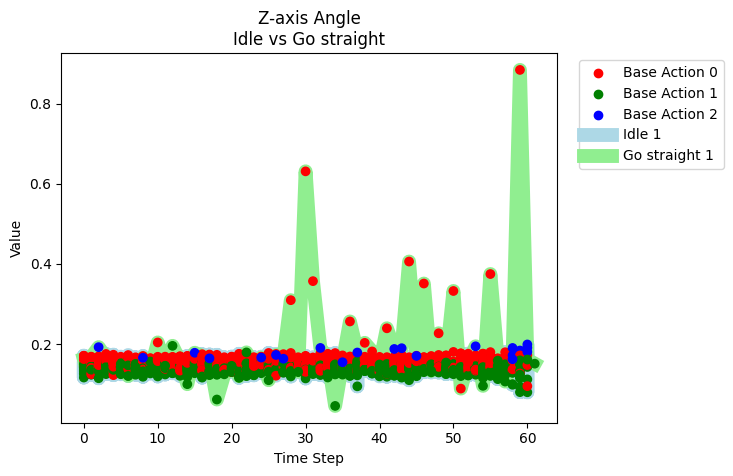 Z-axis Angle
Idle vs Go straight
Base Action 0
Base Action 1
Base Action 2
Idle 1
Go straight 1
Value
0.8
0.6
0.4
0.2
0 10 20 30 40 50 60
Time Step